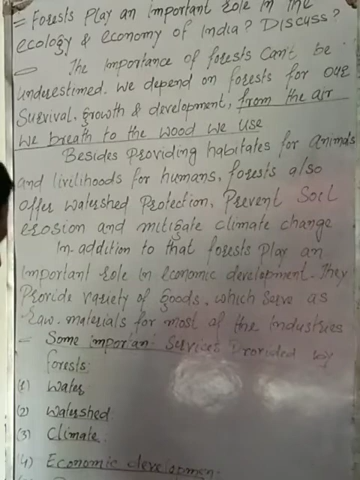 = Forests Play an important role in the
ecology & economy of India? Discuss?
The importance of forests Can't be
underestimed. we depend on forests for our
Survival, growth & development, from the air
we breath to the wood we use
Besides Providing habitates for animals
and livilihoods for humans, forests also
offer watershed Protection, Prevent Soil
erosion and mitigate climate change
In-addition to that forests Play an
important role in economic development. They
Provide variety of goods, which Serve as
raw-materials for most of the industries
- Some importan Services Provided by
forests:
(1) Water
(2) Watershed
(3) Climate
(4) Economic developmen.